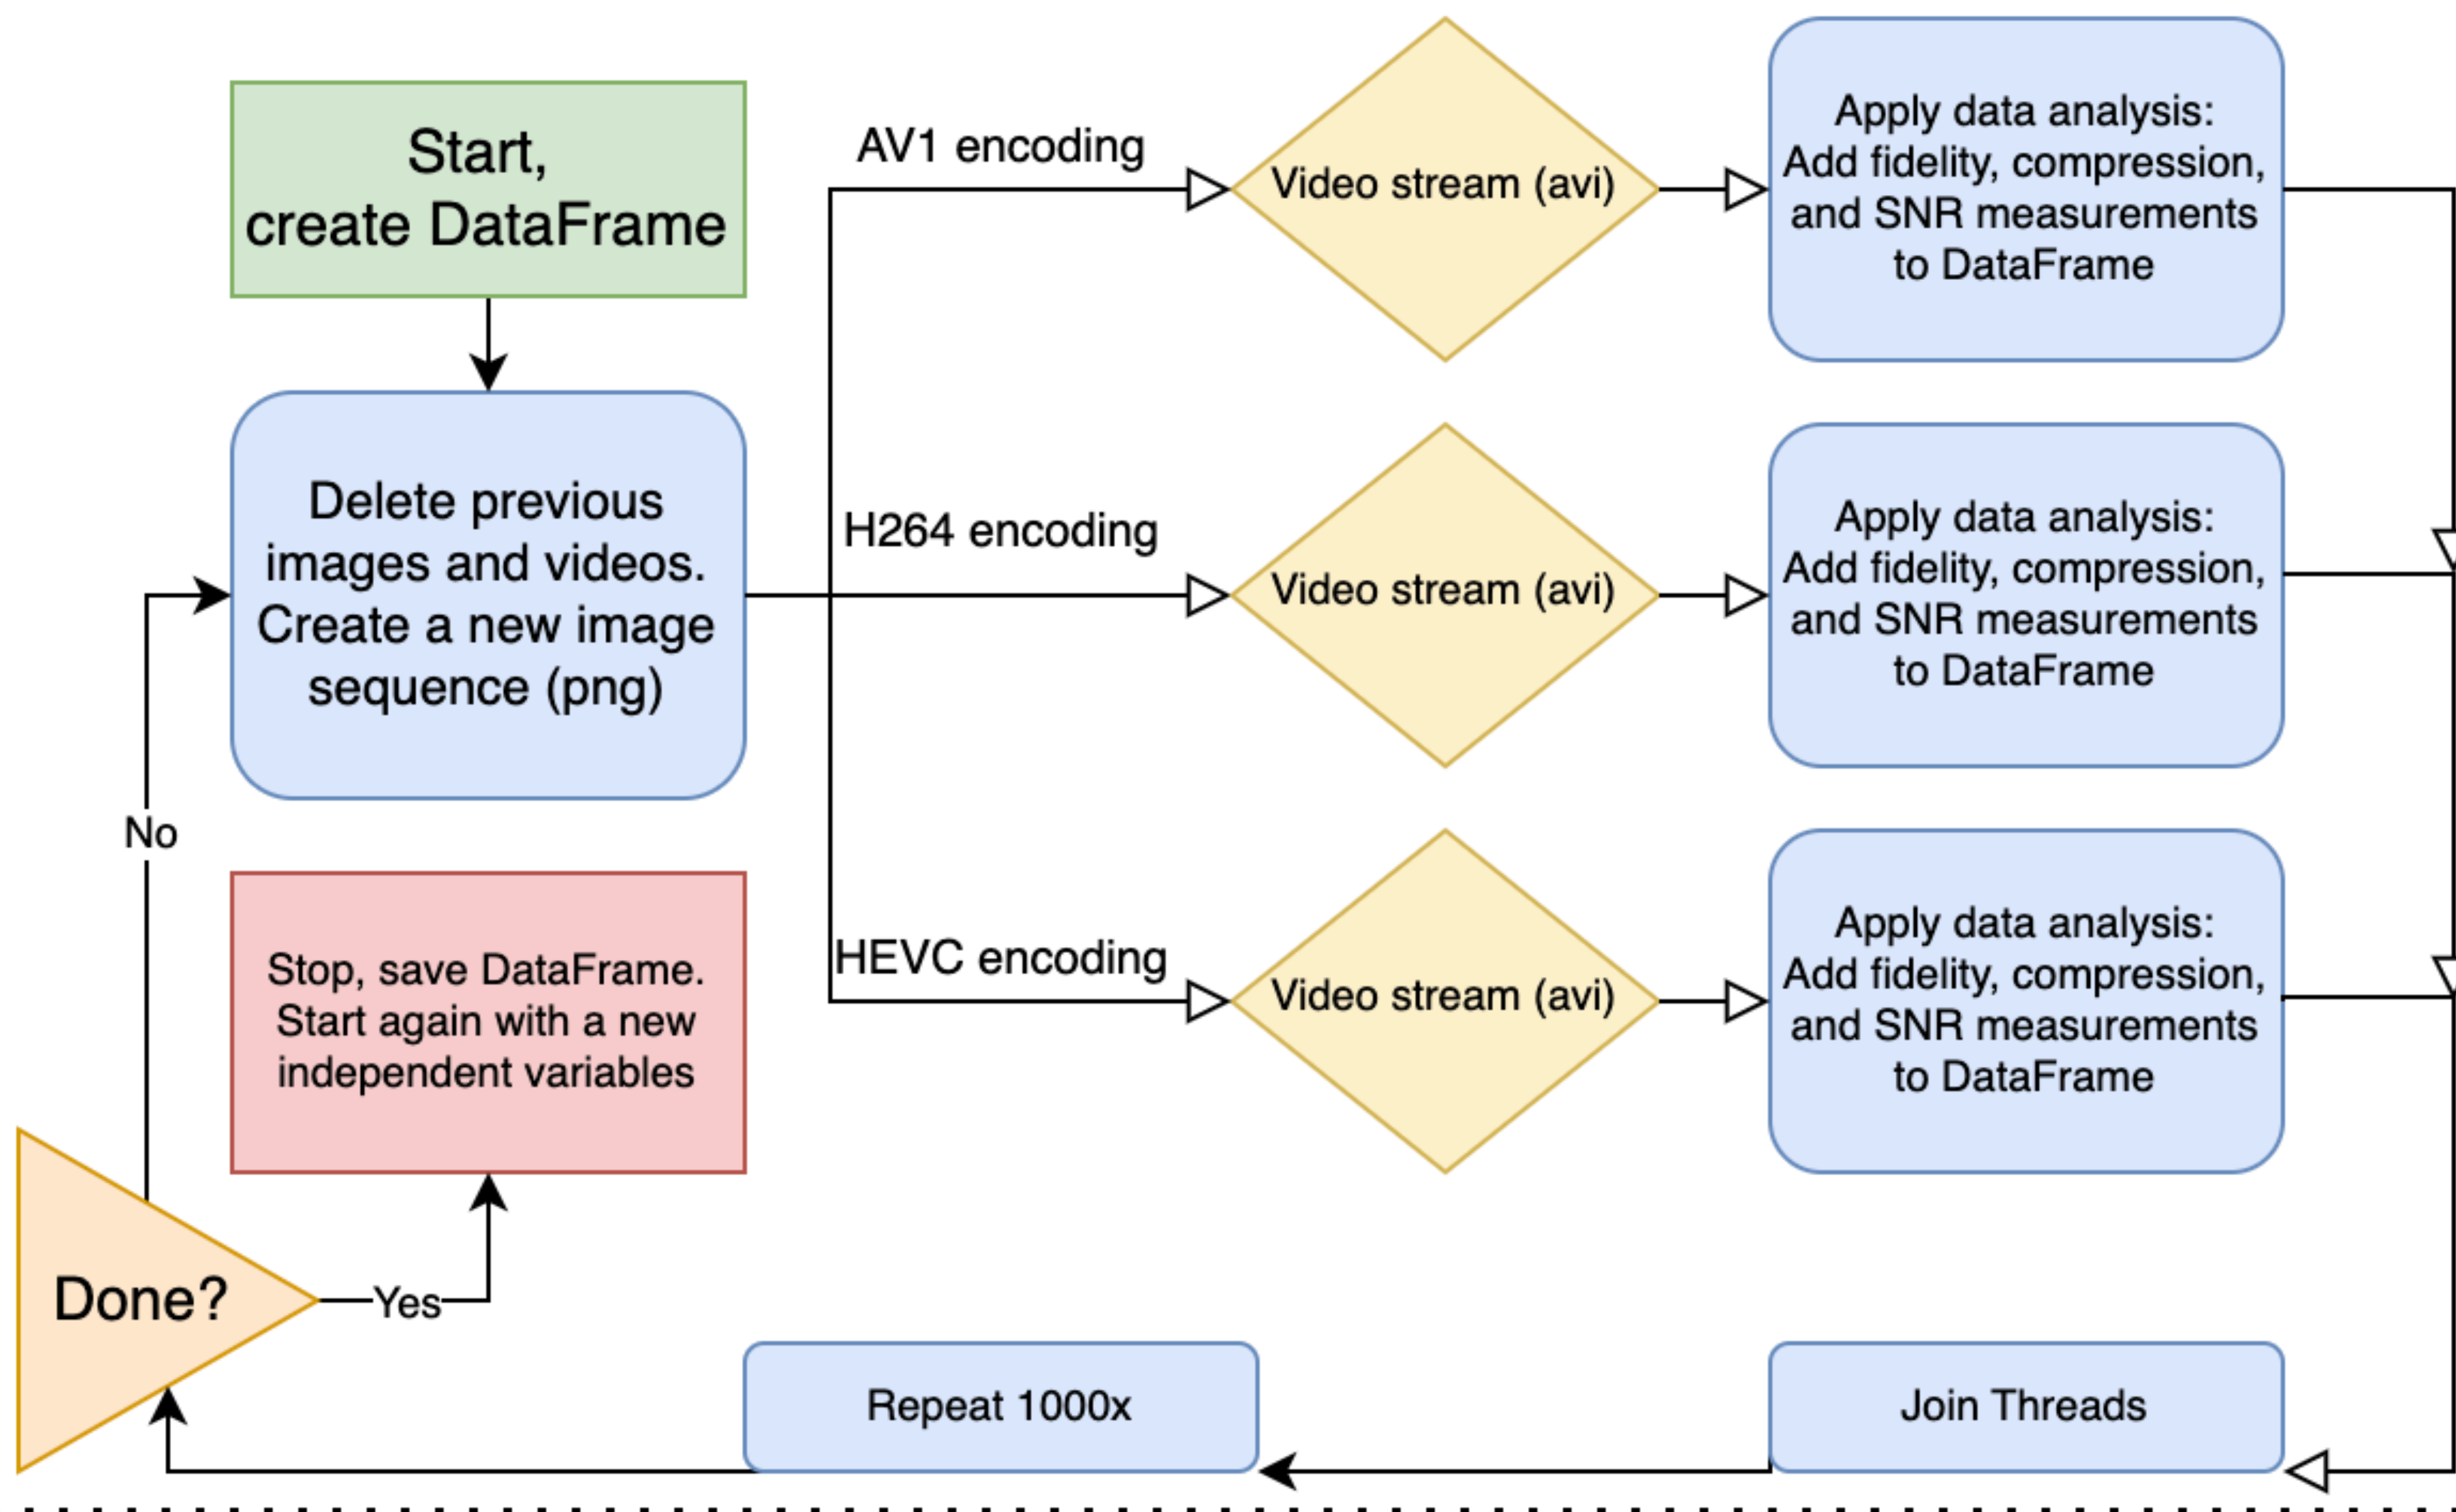 Start,
create DataFrame
Delete previous
images and videos.
Create a new image
sequence (png)
AV1 encoding
Video stream (avi)
Apply data analysis:
Add fidelity, compression,
and SNR measurements
to DataFrame
H264 encoding
Video stream (avi)
Apply data analysis:
Add fidelity, compression,
and SNR measurements
to DataFrame
HEVC encoding
Video stream (avi)
Apply data analysis:
Add fidelity, compression,
and SNR measurements
to DataFrame
No
Stop, save DataFrame.
Start again with a new
independent variables
Done?
Yes
Repeat 1000x
Join Threads